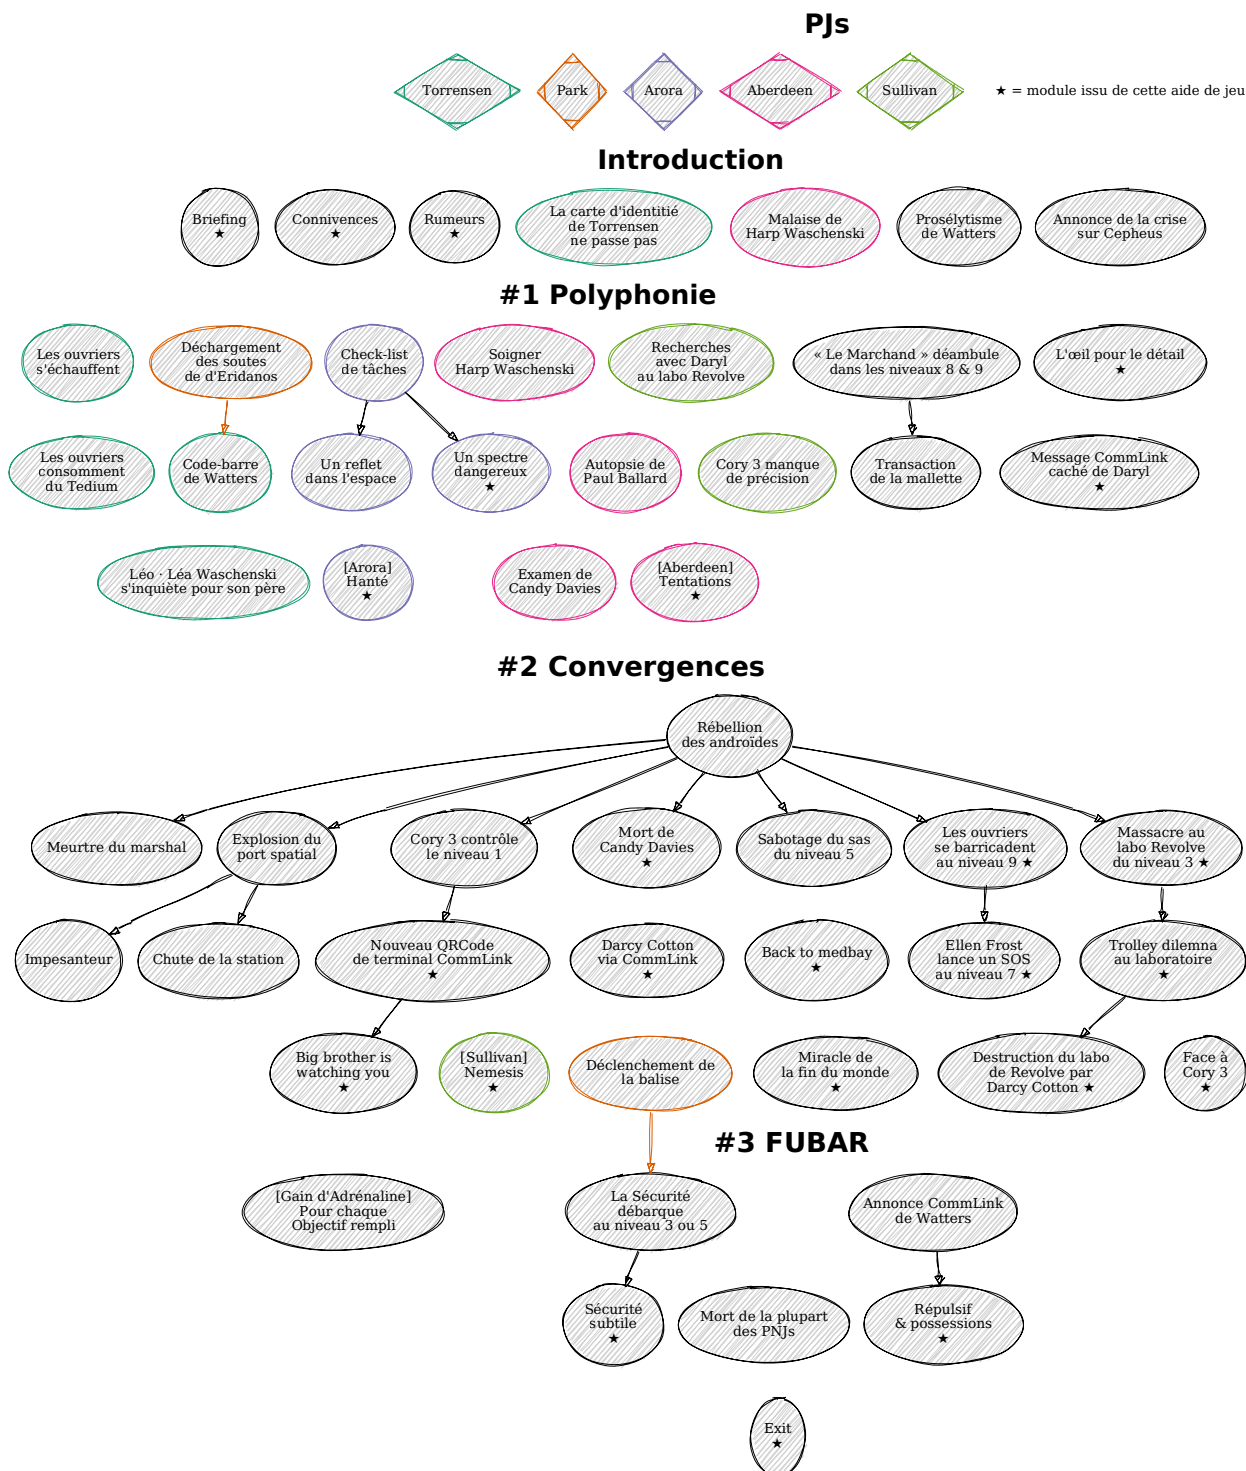 PJs
Torrensen
Park
Arora
Aberdeen
Sullivan
★ = module issu de cette aide de jeu
Introduction
Briefing
★
Connivences
★
Rumeurs
★
La carte d'identitié
de Torrensen
ne passe pas
Malaise de
Harp Waschenski
Prosélytisme
de Watters
Annonce de la crise
sur Cepheus
#1 Polyphonie
Les ouvriers
s'échauffent
Déchargement
des soutes
de d'Eridanos
Check-list
de tâches
Soigner
Harp Waschenski
Recherches
avec Daryl
au labo Revolve
« Le Marchand » déambule
dans les niveaux 8 & 9
L'œil pour le détail
★
Les ouvriers
consomment
du Tedium
Code-barre
de Watters
Un reflet
dans l'espace
Un spectre
dangereux
★
Autopsie de
Paul Ballard
Cory 3 manque
de précision
Transaction
de la mallette
Message CommLink
caché de Daryl
★
Léo · Léa Waschenski
s'inquiète pour son père
[Arora]
Hanté
★
Examen de
Candy Davies
[Aberdeen]
Tentations
★
#2 Convergences
Rébellion
des androïdes
Meurtre du marshal
Explosion du
port spatial
Cory 3 contrôle
le niveau 1
Mort de
Candy Davies
★
Sabotage du sas
du niveau 5
Les ouvriers
se barricadent
au niveau 9 ★
Massacre au
labo Revolve
du niveau 3 ★
Impesanteur
Chute de la station
Nouveau QRCode
de terminal CommLink
★
Darcy Cotton
via CommLink
★
Back to medbay
★
Ellen Frost
lance un SOS
au niveau 7 ★
Trolley dilemna
au laboratoire
★
Big brother is
watching you
★
[Sullivan]
Nemesis
★
Déclenchement de
la balise
Miracle de
la fin du monde
★
Destruction du labo
de Revolve par
Darcy Cotton ★
Face à
Cory 3
★
#3 FUBAR
[Gain d'Adrénaline]
Pour chaque
Objectif rempli
La Sécurité
débarque
au niveau 3 ou 5
Annonce CommLink
de Watters
Sécurité
subtile
★
Mort de la plupart
des PNJs
Répulsif
& possessions
★
Exit
★